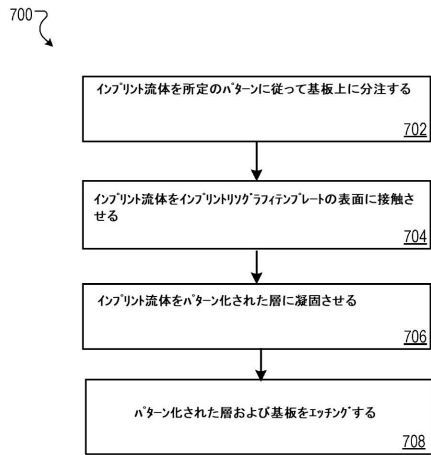 700
インプリント流体を所定のパターンに従って基板上に分注する
702
インプリント流体をインプリントリソグラフィテンプレートの表面に接触さ
せる
704
インプリント流体をパターン化された層に凝固させる
706
パターン化された層および基板をエッチングする
708